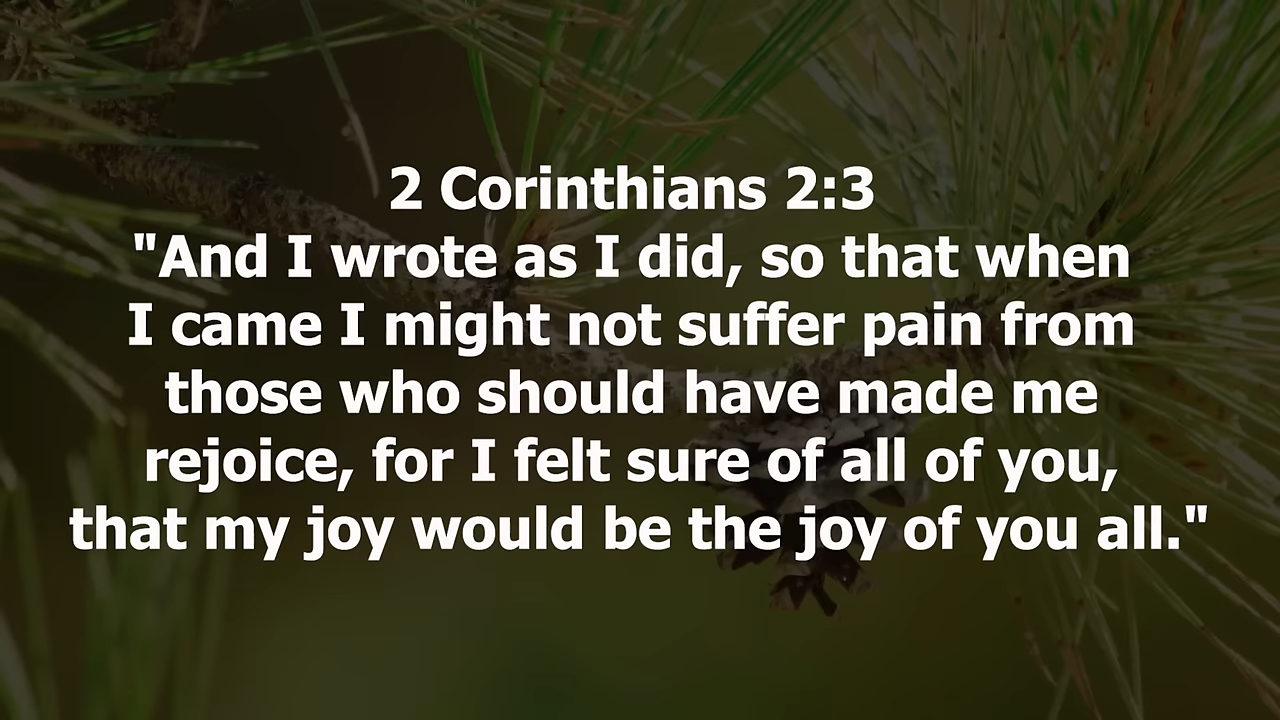 2 Corinthians 2:3
"And I wrote as I did, so that when
I came I might not suffer pain from
those who should have made me
rejoice, for I felt sure of all of you,
that my joy would be the joy of you all."